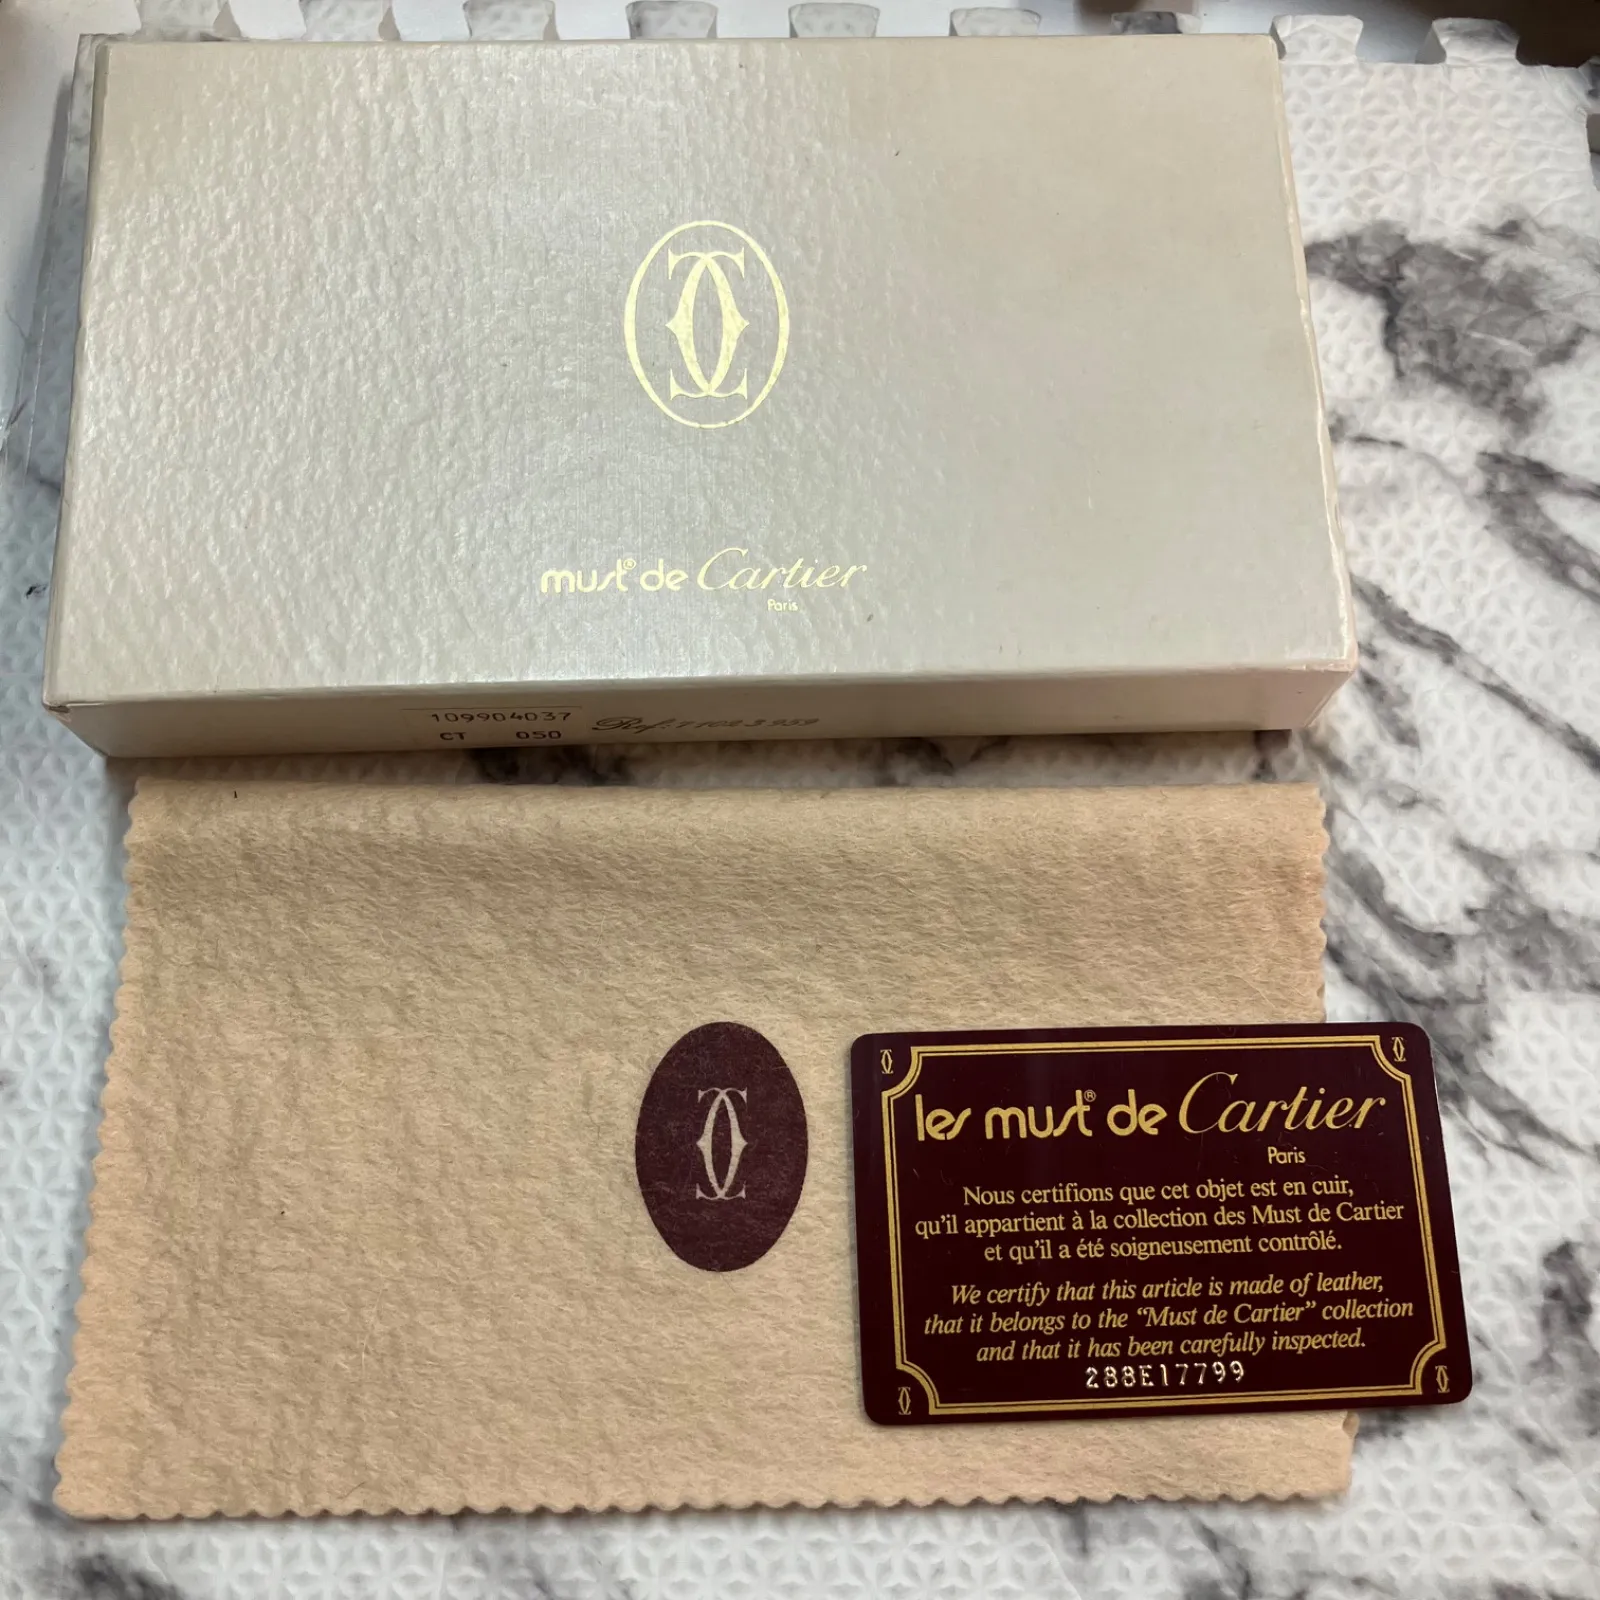 must® de Cartier
Paris
109904037
CT 050
Ref:
les must® de Cartier
Paris
Nous certifions que cet objet est en cuir,
qu'il appartient à la collection des Must de Cartier
et qu'il a été soigneusement contrôlé.
We certify that this article is made of leather,
that it belongs to the "Must de Cartier" collection
and that it has been carefully inspected.
288E17799